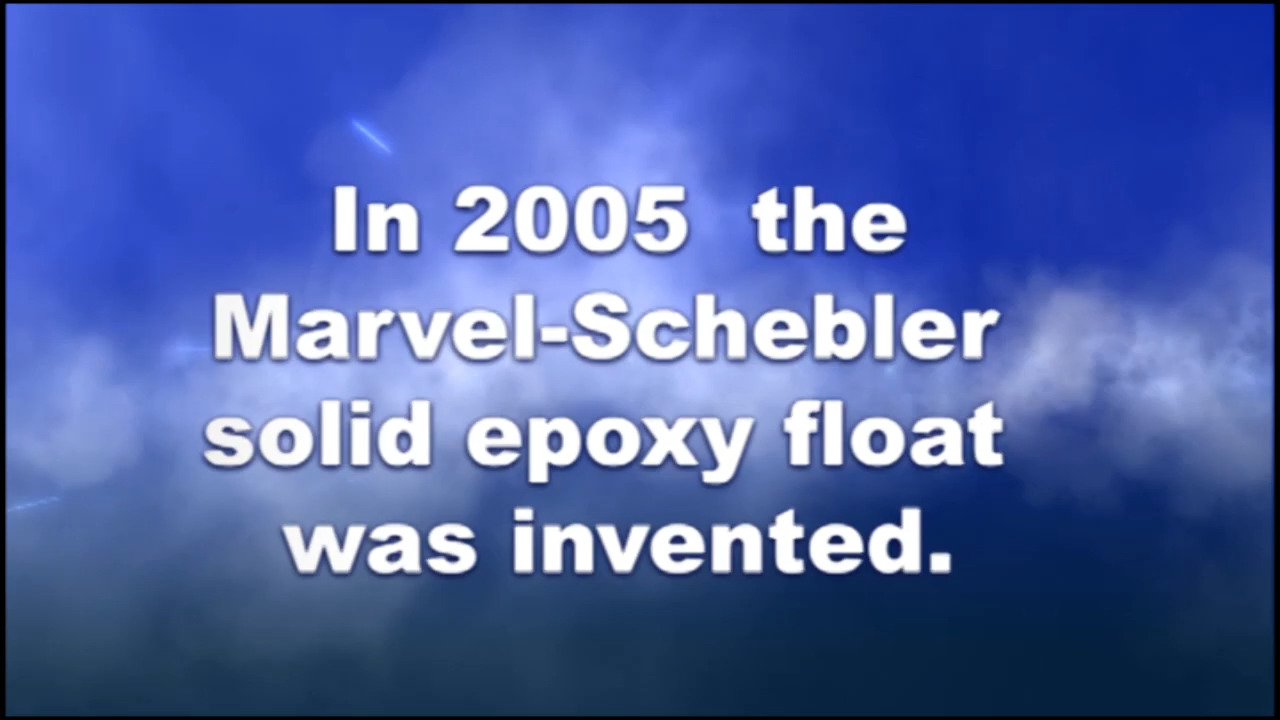 In 2005  the
Marvel-Schebler
solid epoxy float
was invented.